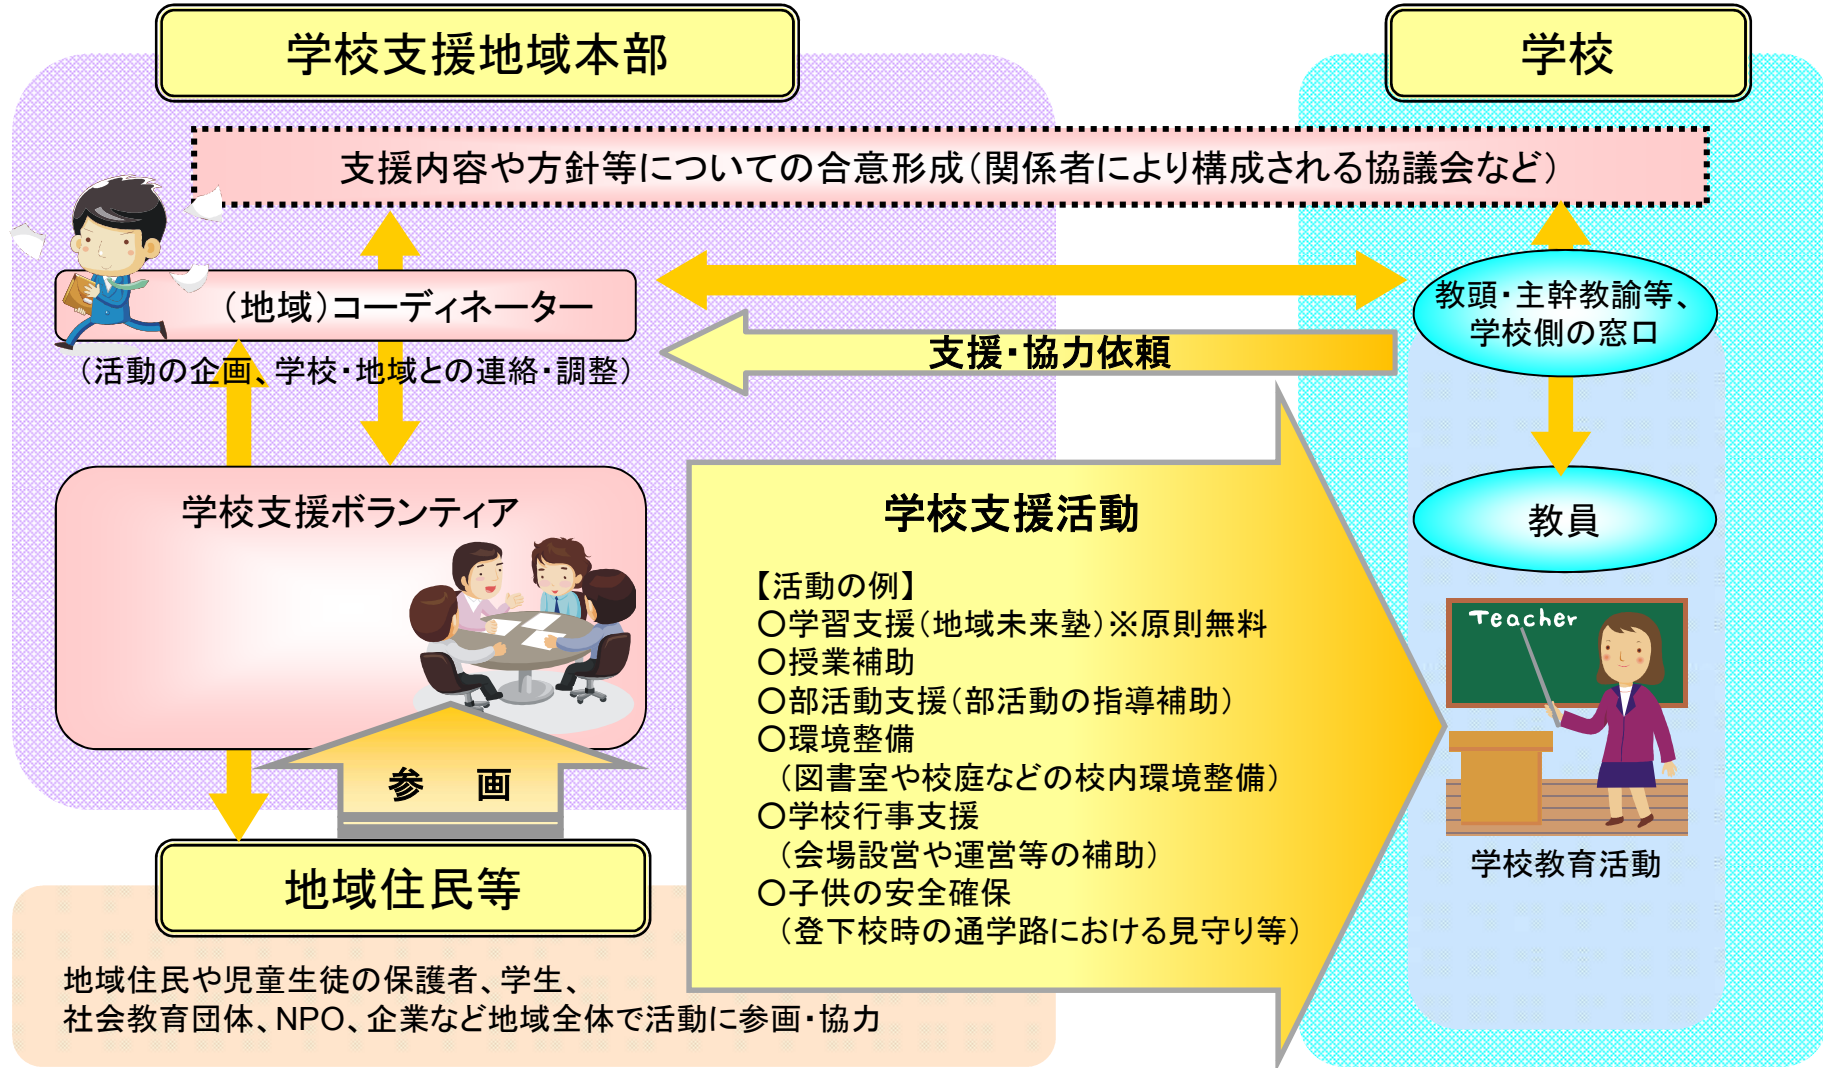 学校支援地域本部
学校
支援内容や方針等についての合意形成(関係者により構成される協議会など)
(地域)コーディネーター
(活動の企画、学校・地域との連絡・調整)
教頭・主幹教諭等、
学校側の窓口
支援・協力依頼
学校支援ボランティア
参 画
学校支援活動
【活動の例】
○学習支援(地域未来塾)※原則無料
○授業補助
○部活動支援(部活動の指導補助)
○環境整備
(図書室や校庭などの校内環境整備)
○学校行事支援
(会場設営や運営等の補助)
○子供の安全確保
(登下校時の通学路における見守り等)
教員
Teacher
学校教育活動
地域住民等
地域住民や児童生徒の保護者、学生、
社会教育団体、NPO、企業など地域全体で活動に参画・協力